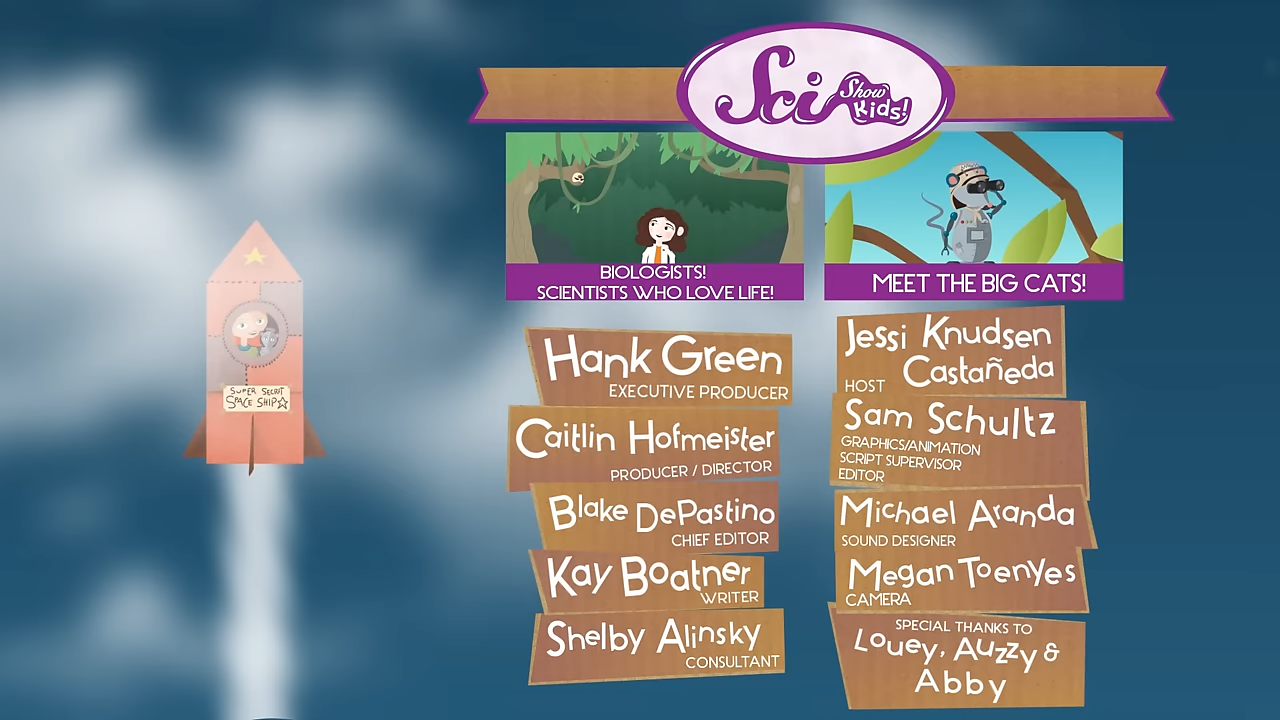 Sci Show Kids!
BIOLOGISTS!
SCIENTISTS WHO LOVE LIFE!
MEET THE BIG CATS!
SUPER SECRET
SPACE SHIP
Hank Green
EXECUTIVE PRODUCER
Caitlin Hofmeister
PRODUCER / DIRECTOR
Blake DePastino
CHIEF EDITOR
Kay Boatner
WRITER
Shelby Alinsky
CONSULTANT
Jessi Knudsen
Castañeda
HOST
Sam Schultz
GRAPHICS/ANIMATION
SCRIPT SUPERVISOR
EDITOR
Michael Aranda
SOUND DESIGNER
Megan Toenyes
CAMERA
SPECIAL THANKS TO
Louey, Auzzy &
Abby